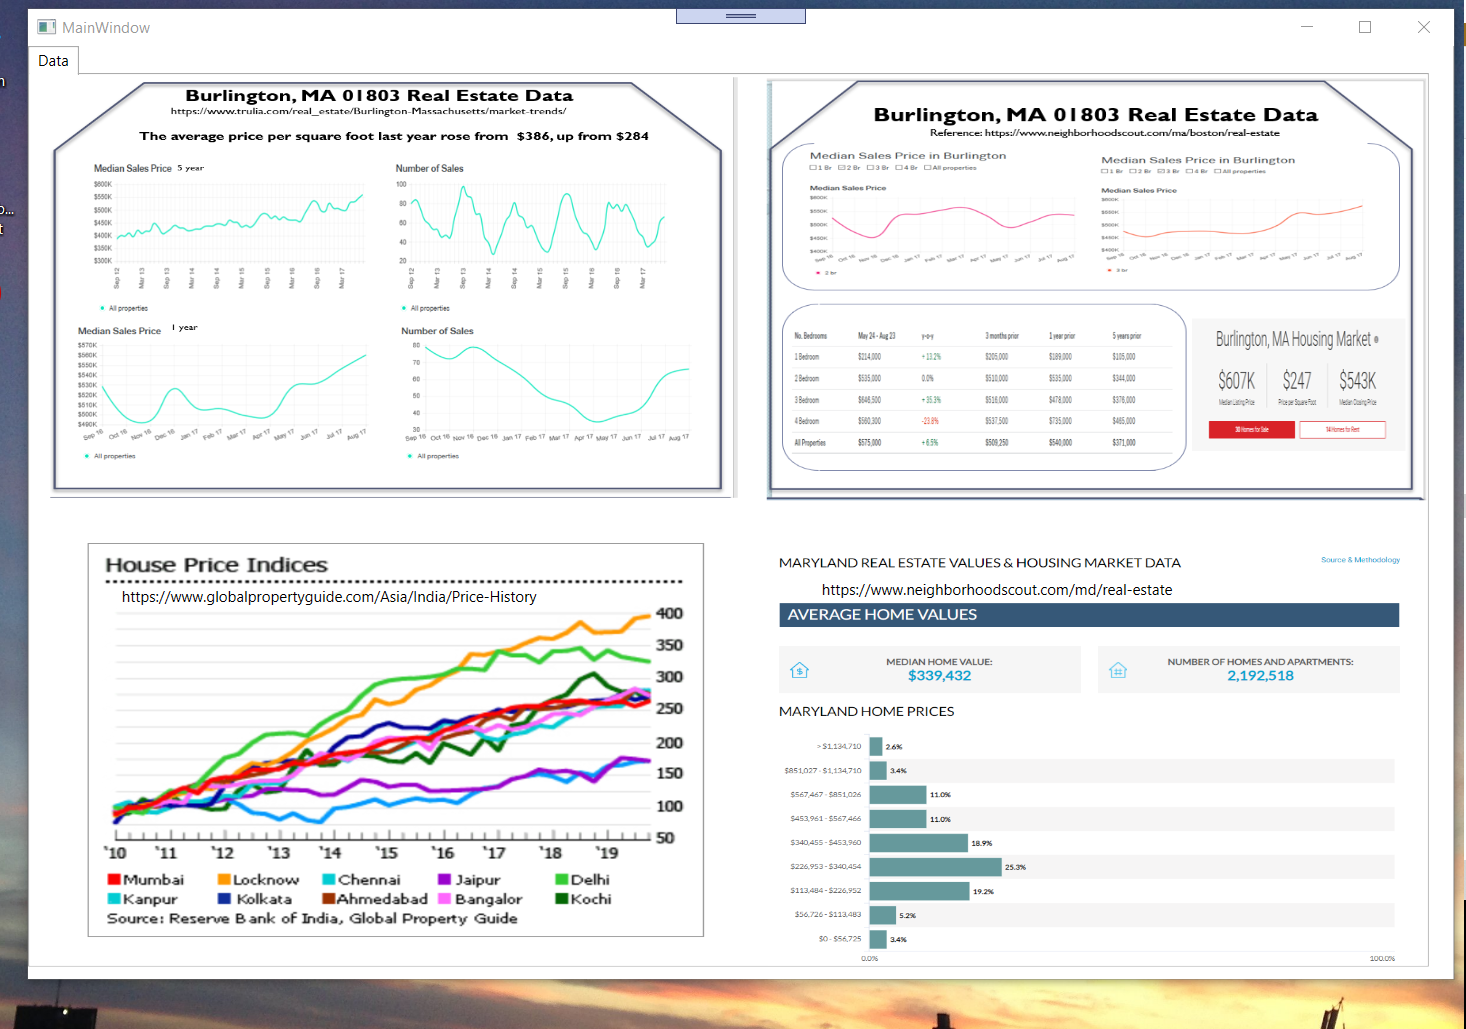 MainWindow
Data
Burlington, MA 01803 Real Estate Data
https://www.trulia.com/real_estate/Burlington-Massachusetts/market-trends/
The average price per square foot last year rose from $386, up from $284
Median Sales Price 5 year
$600K
$550K
$500K
$450K
$400K
$350K
$300K
Sep 12
Mar 13
Sep 13
Mar 14
Sep 14
Mar 15
Sep 15
Mar 16
Sep 16
Mar 17
All properties
Number of Sales
100
80
60
40
20
Sep 12
Mar 13
Sep 13
Mar 14
Sep 14
Mar 15
Sep 15
Mar 16
Sep 16
Mar 17
All properties
Median Sales Price 1 year
$570K
$560K
$550K
$540K
$530K
$520K
$510K
$500K
$490K
Sep 16 Oct 16 Nov 16 Dec 16 Jan 17 Feb 17 Mar 17 Apr 17 May 17 Jun 17 Jul 17 Aug 17
All properties
Number of Sales
80
70
60
50
40
30
Sep 16 Oct 16 Nov 16 Dec 16 Jan 17 Feb 17 Mar 17 Apr 17 May 17 Jun 17 Jul 17 Aug 17
All properties
Burlington, MA 01803 Real Estate Data
Reference: https://www.neighborhoodscout.com/ma/boston/real-estate
Median Sales Price in Burlington
1 Br 2 Br 3 Br 4 Br All properties
Median Sales Price
$600K
$550K
$500K
$450K
$400K
2 br
Median Sales Price in Burlington
1 Br 2 Br 3 Br 4 Br All properties
Median Sales Price
$600K
$550K
$500K
$450K
$400K
3 br
No. Bedrooms May 24 - Aug 23 y-o-y 3 months prior 1 year prior 5 years prior
1 Bedroom $214,000 +13.2% $205,000 $189,000 $105,000
2 Bedroom $535,000 0.0% $510,000 $535,000 $344,000
3 Bedroom $646,500 +35.3% $516,000 $478,000 $376,000
4 Bedroom $560,300 -23.8% $537,500 $735,000 $465,000
All Properties $575,000 +6.5% $509,250 $540,000 $371,000
Burlington, MA Housing Market
$607K $247 $543K
Median Listing Price Price per Square Foot Median Closing Price
Homes for Sale Homes for Rent
House Price Indices
https://www.globalpropertyguide.com/Asia/India/Price-History
400
350
300
250
200
150
100
50
'10 '11 '12 '13 '14 '15 '16 '17 '18 '19
Mumbai Locknow Chennai Jaipur Delhi
Kanpur Kolkata Ahmedabad Bangalor Kochi
Source: Reserve Bank of India, Global Property Guide
MARYLAND REAL ESTATE VALUES & HOUSING MARKET DATA
Source & Methodology
https://www.neighborhoodscout.com/md/real-estate
AVERAGE HOME VALUES
MEDIAN HOME VALUE:
$339,432
NUMBER OF HOMES AND APARTMENTS:
2,192,518
MARYLAND HOME PRICES
> $1,134,710 2.6%
$851,027 - $1,134,710 3.4%
$567,467 - $851,026 11.0%
$453,961 - $567,466 11.0%
$340,455 - $453,960 18.9%
$226,953 - $340,454 25.3%
$113,484 - $226,952 19.2%
$56,726 - $113,483 5.2%
$0 - $56,725 3.4%
0.0% 100.0%